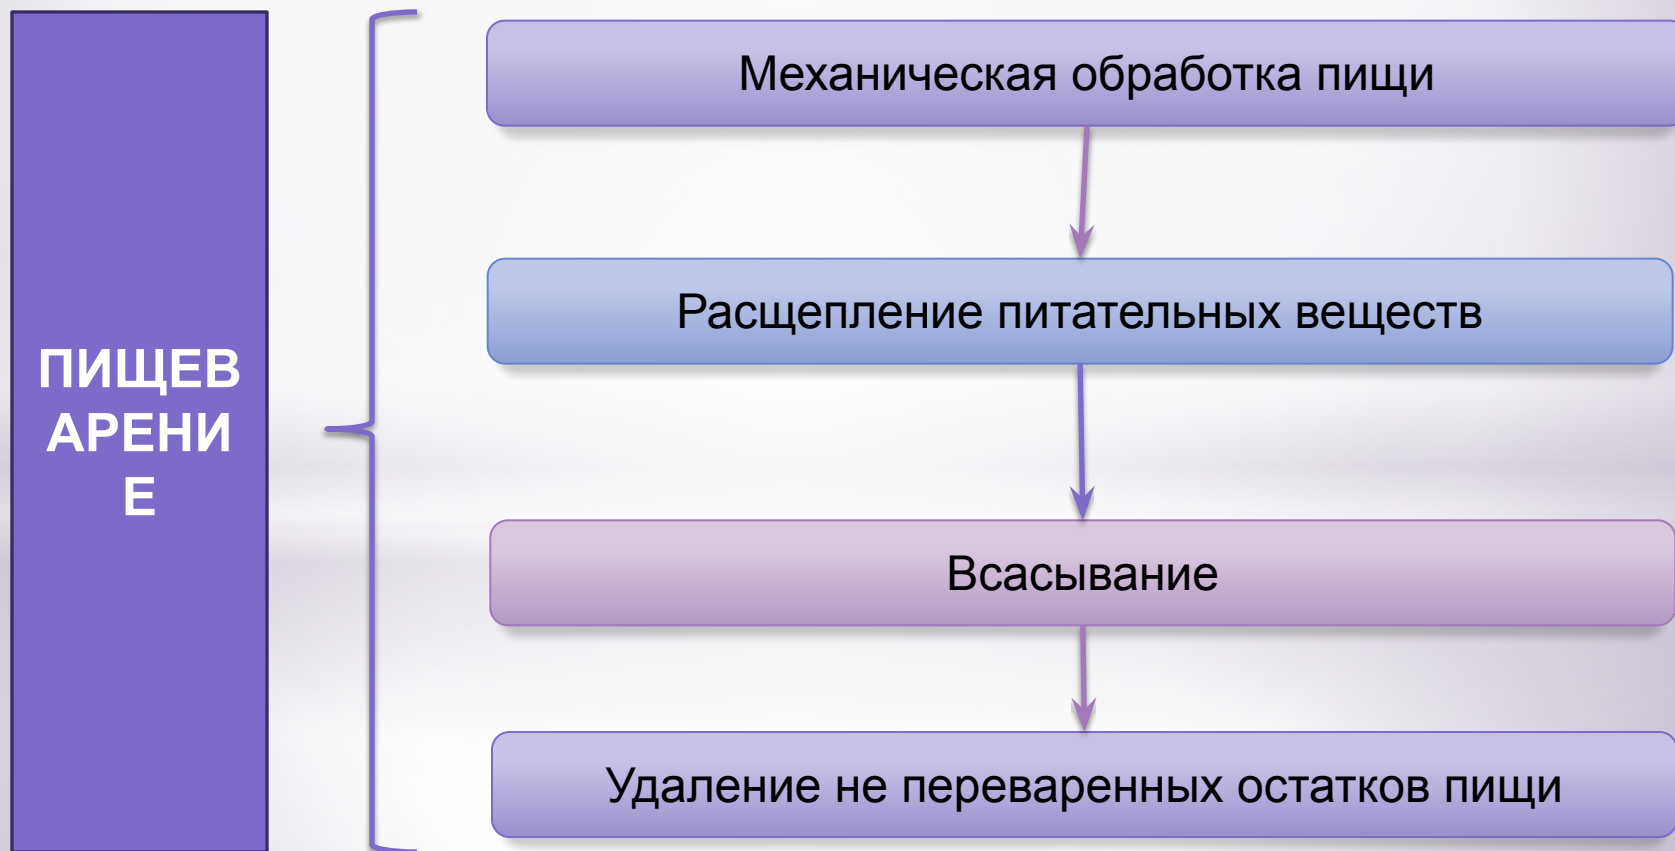 ПИЩЕВ
АРЕНИ
Е
Механическая обработка пищи
Расщепление питательных веществ
Всасывание
Удаление не переваренных остатков пищи